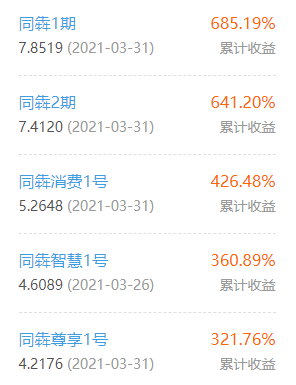 同犇1期 685.19%
7.8519 (2021-03-31) 累计收益
同犇2期 641.20%
7.4120 (2021-03-31) 累计收益
同犇消费1号 426.48%
5.2648 (2021-03-31) 累计收益
同犇智慧1号 360.89%
4.6089 (2021-03-26) 累计收益
同犇尊享1号 321.76%
4.2176 (2021-03-31) 累计收益